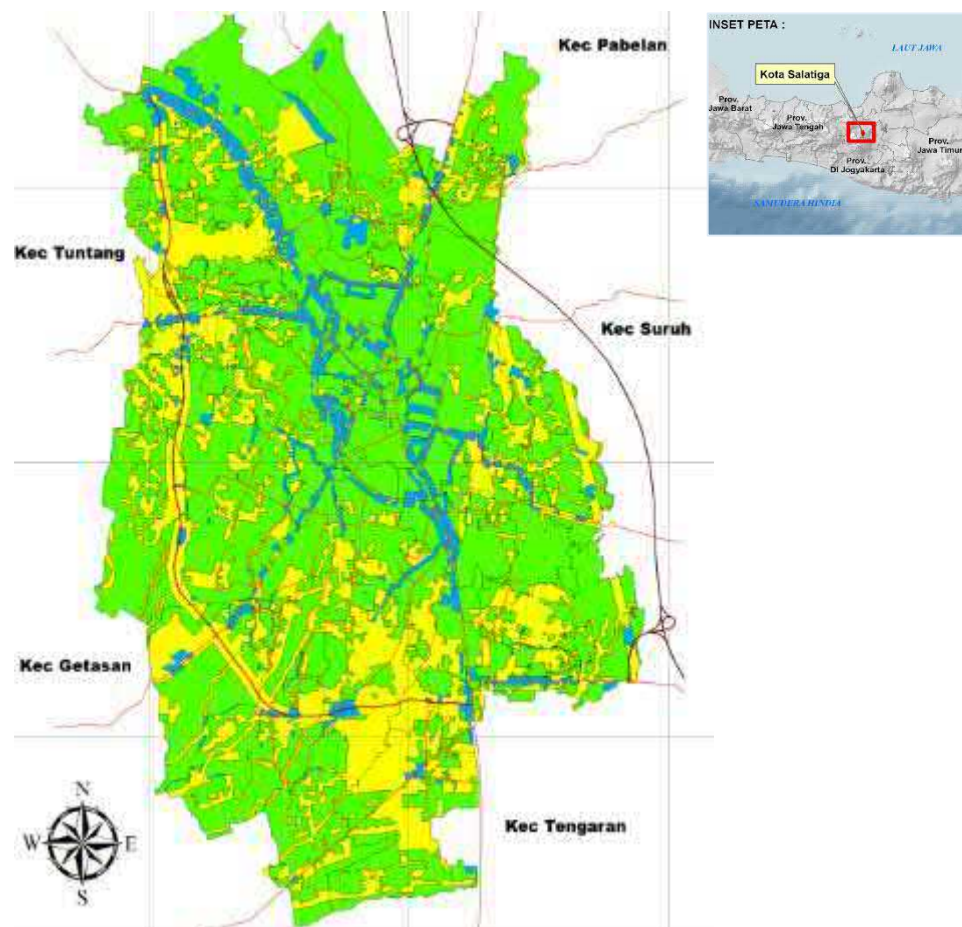 Kec Pabelan
Kec Tuntang
Kec Suruh
Kec Getasan
Kec Tengaran
N
W E
S
INSET PETA :
LAUT JAWA
Kota Salatiga
Prov.
Jawa Barat
Prov.
Jawa Tengah
Prov.
Jawa Timur
Prov.
DI Jogyakarta
SAMUDERA HINDIA